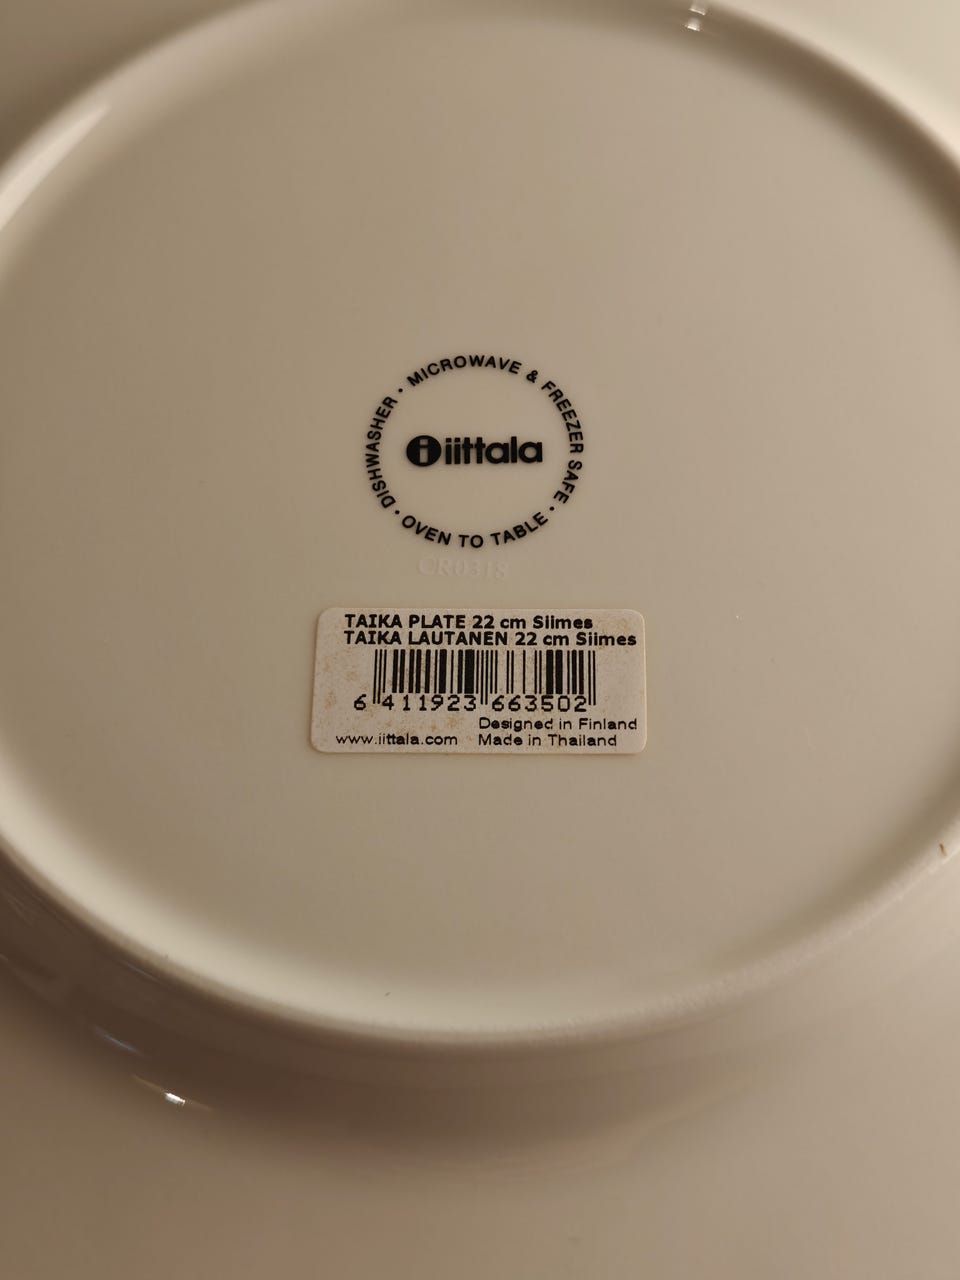 DISHWASHER · MICROWAVE & FREEZER SAFE · OVEN TO TABLE ·
iittala
CR0318
TAIKA PLATE 22 cm Siimes
TAIKA LAUTANEN 22 cm Siimes
6 411923 663502
Designed in Finland
www.iittala.com Made in Thailand